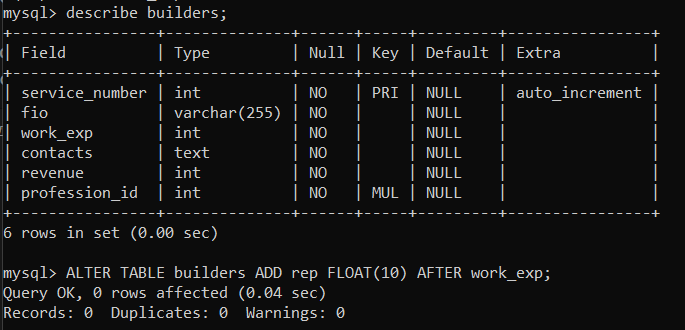 mysql> describe builders;
+----------------+--------------+------+-----+---------+----------------+
| Field          | Type         | Null | Key | Default | Extra          |
+----------------+--------------+------+-----+---------+----------------+
| service_number | int          | NO   | PRI | NULL    | auto_increment |
| fio            | varchar(255) | NO   |     | NULL    |                |
| work_exp       | int          | NO   |     | NULL    |                |
| contacts       | text         | NO   |     | NULL    |                |
| revenue        | int          | NO   |     | NULL    |                |
| profession_id  | int          | NO   | MUL | NULL    |                |
+----------------+--------------+------+-----+---------+----------------+
6 rows in set (0.00 sec)
mysql> ALTER TABLE builders ADD rep FLOAT(10) AFTER work_exp;
Query OK, 0 rows affected (0.04 sec)
Records: 0  Duplicates: 0  Warnings: 0